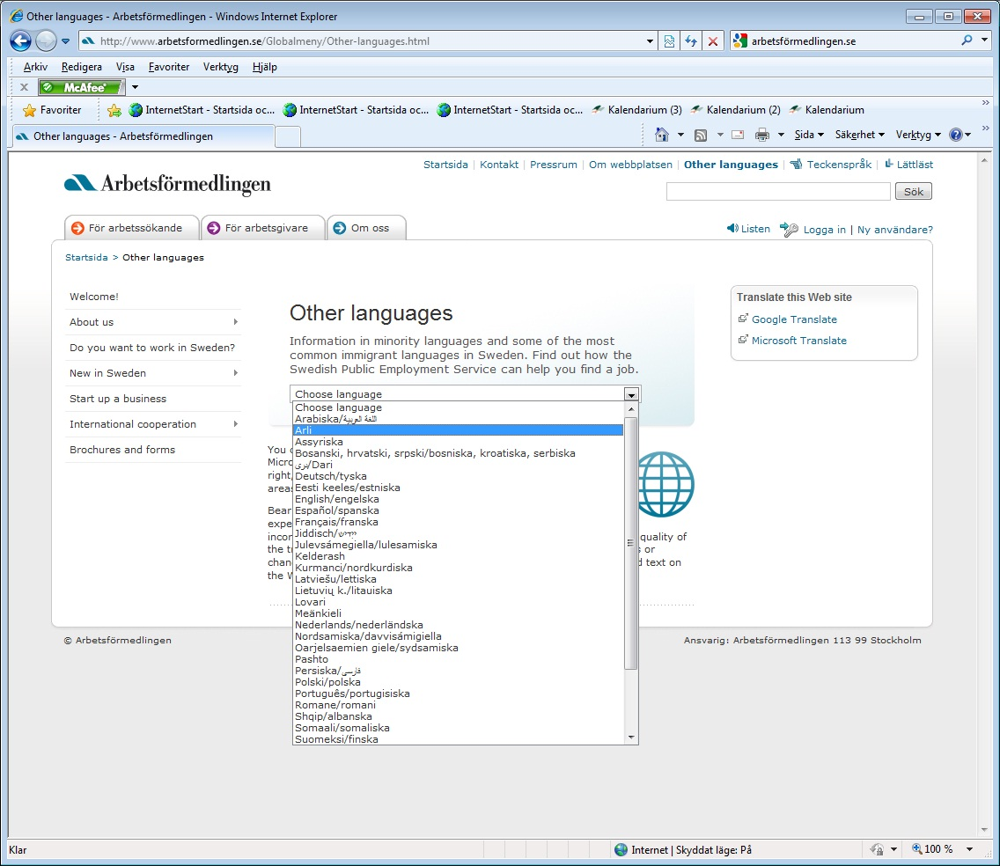 Other languages - Arbetsförmedlingen - Windows Internet Explorer
http://www.arbetsformedlingen.se/Globalmeny/Other-languages.html
arbetsförmedlingen.se
Arkiv Redigera Visa Favoriter Verktyg Hjälp
x McAfee
Favoriter InternetStart - Startsida oc... InternetStart - Startsida oc... InternetStart - Startsida oc... Kalendarium (3) Kalendarium (2) Kalendarium »
Other languages - Arbetsförmedlingen Sida Säkerhet Verktyg »
Startsida | Kontakt | Pressrum | Om webbplatsen | Other languages | Teckenspråk | Lättläst
Arbetsförmedlingen
Sök
För arbetssökande För arbetsgivare Om oss
Listen Logga in | Ny användare?
Startsida > Other languages
Welcome!
About us
Do you want to work in Sweden?
New in Sweden
Start up a business
International cooperation
Brochures and forms
Other languages
Information in minority languages and some of the most
common immigrant languages in Sweden. Find out how the
Swedish Public Employment Service can help you find a job.
Choose language
Choose language
Arabiska/اللغة العربية
Arli
Assyriska
Bosanski, hrvatski, srpski/bosniska, kroatiska, serbiska
دری/Dari
Deutsch/tyska
Eesti keeles/estniska
English/engelska
Español/spanska
Français/franska
Jiddisch/ייִדיש
Julevsámegiella/lulesamiska
Kelderash
Kurmanci/nordkurdiska
Latviešu/lettiska
Lietuvių k./litauiska
Lovari
Meänkieli
Nederlands/nederländska
Nordsamiska/davvisámigiella
Oarjelsaemien giele/sydsamiska
Pashto
Persiska/فارسی
Polski/polska
Português/portugisiska
Romane/romani
Shqip/albanska
Somaali/somaliska
Suomeksi/finska
You
Micro
right,
areas
Bear
expe
incor
the tr
chan
the W
quality of
or
text on
Translate this Web site
Google Translate
Microsoft Translate
© Arbetsförmedlingen
Ansvarig: Arbetsförmedlingen 113 99 Stockholm
Klar
Internet | Skyddat läge: På
100 %